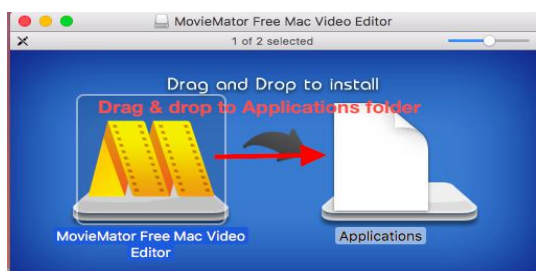 MovieMator Free Mac Video Editor
1 of 2 selected
Drag and Drop to install
Drag & drop to Applications folder
MovieMator Free Mac Video
Editor
Applications